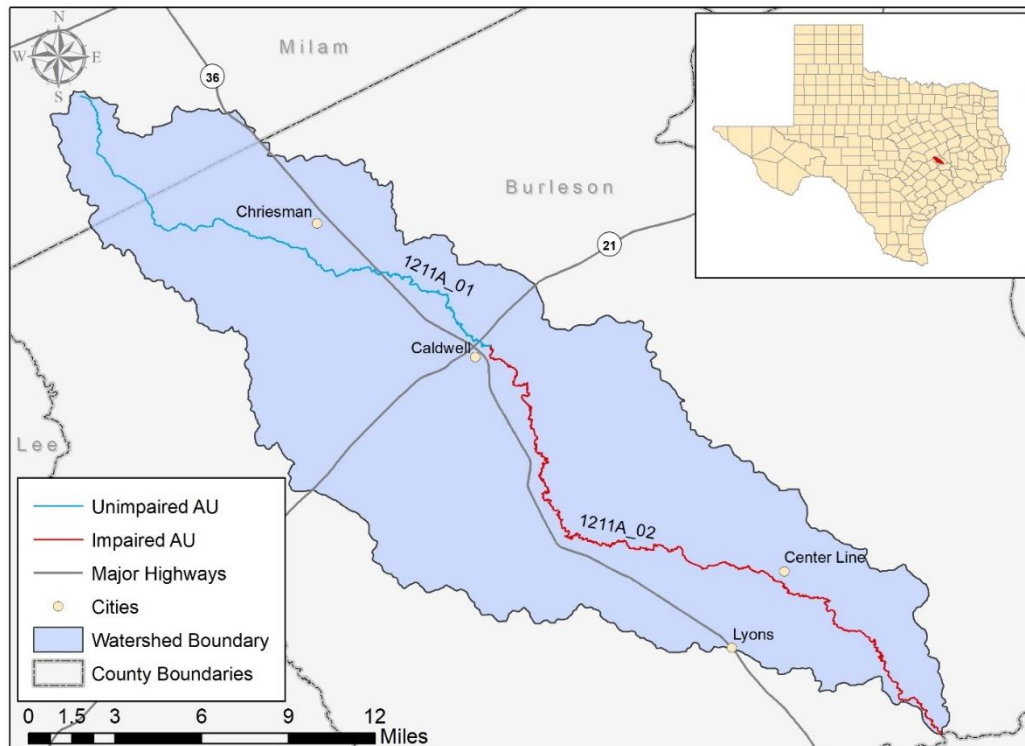 N
W E
S
Milam
36
Burleson
21
Chriesman
1211A_01
Caldwell
Lee
1211A_02
Center Line
Lyons
Unimpaired AU
Impaired AU
Major Highways
Cities
Watershed Boundary
County Boundaries
0 1.5 3 6 9 12
Miles